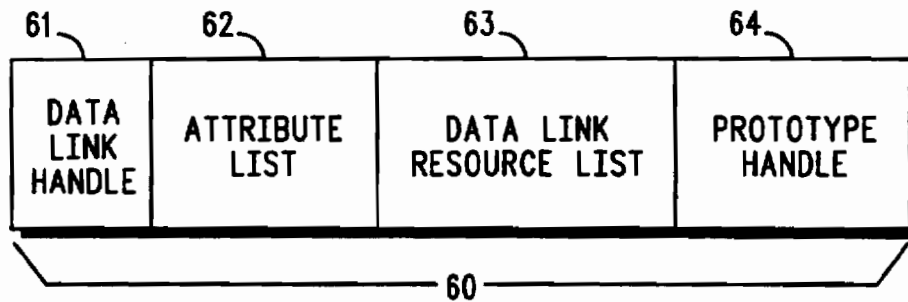 61 62 63 64
DATA LINK HANDLE
ATTRIBUTE LIST
DATA LINK RESOURCE LIST
PROTOTYPE HANDLE
60